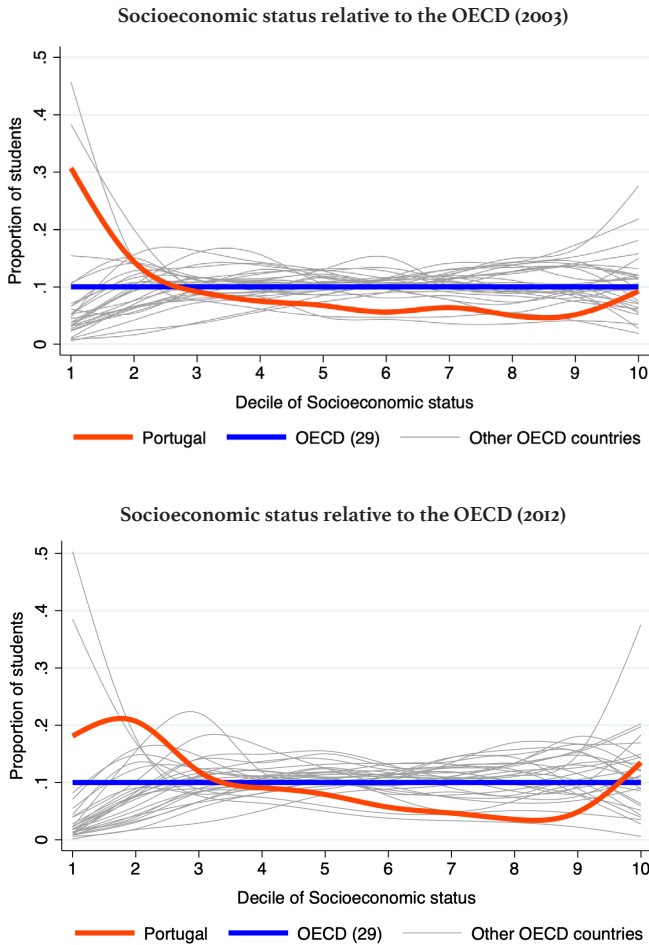 Socioeconomic status relative to the OECD (2003)
Proportion of students
.5
.4
.3
.2
.1
0
1 2 3 4 5 6 7 8 9 10
Decile of Socioeconomic status
Portugal OECD (29) Other OECD countries
Socioeconomic status relative to the OECD (2012)
Proportion of students
.5
.4
.3
.2
.1
0
1 2 3 4 5 6 7 8 9 10
Decile of Socioeconomic status
Portugal OECD (29) Other OECD countries